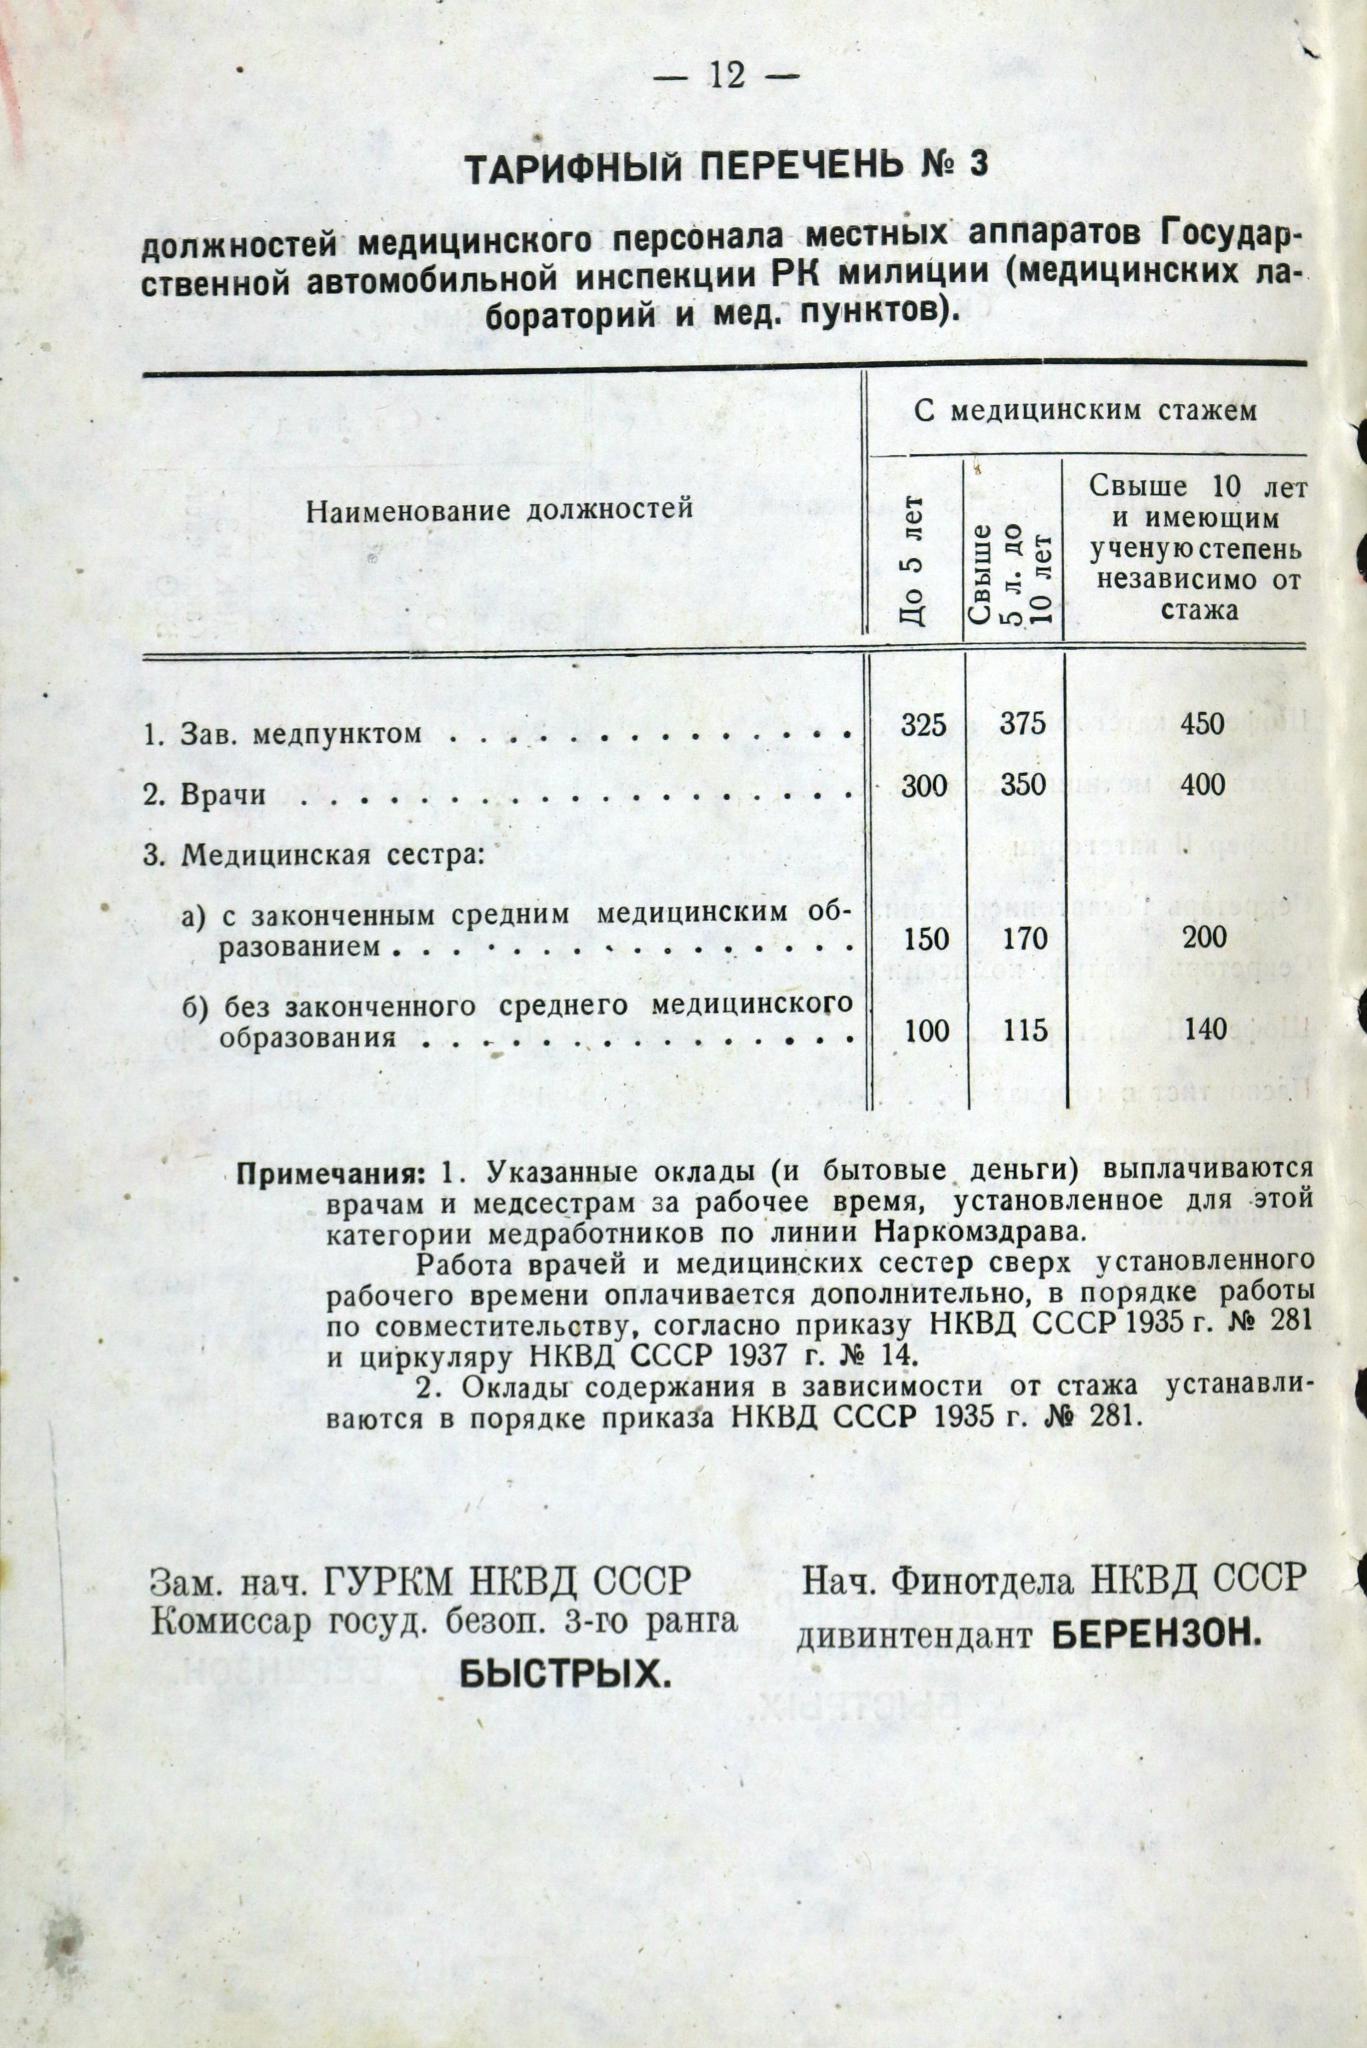 — 12 —
ТАРИФНЫЙ ПЕРЕЧЕНЬ № 3
должностей медицинского персонала местных аппаратов Государ-
ственной автомобильной инспекции РК милиции (медицинских ла-
бораторий и мед. пунктов).
Наименование должностей
С медицинским стажем
До 5 лет
Свыше
5 л. до
10 лет
Свыше 10 лет
и имеющим
ученую степень
независимо от
стажа
1. Зав. медпунктом . . . . . . . . . . . . . . 325 375 450
2. Врачи . . . . . . . . . . . . . . . . . . . 300 350 400
3. Медицинская сестра:
а) с законченным средним медицинским об-
разованием . . . . . . . . . . . . . . . . 150 170 200
б) без законченного среднего медицинского
образования . . . . . . . . . . . . . . . 100 115 140
Примечания: 1. Указанные оклады (и бытовые деньги) выплачиваются
врачам и медсестрам за рабочее время, установленное для этой
категории медработников по линии Наркомздрава.
Работа врачей и медицинских сестер сверх установленного
рабочего времени оплачивается дополнительно, в порядке работы
по совместительству, согласно приказу НКВД СССР 1935 г. № 281
и циркуляру НКВД СССР 1937 г. № 14.
2. Оклады содержания в зависимости от стажа устанавли-
ваются в порядке приказа НКВД СССР 1935 г. № 281.
Зам. нач. ГУРКМ НКВД СССР
Комиссар госуд. безоп. 3-го ранга
БЫСТРЫХ.
Нач. Финотдела НКВД СССР
дивинтендант БЕРЕНЗОН.